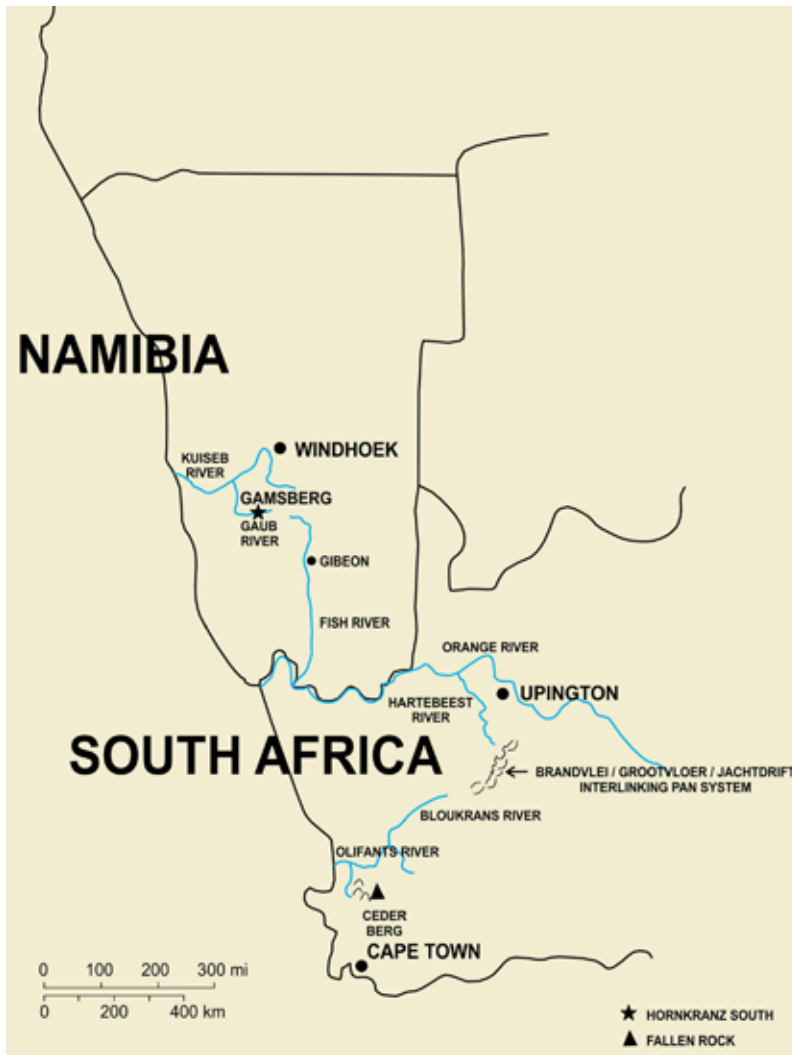 NAMIBIA
WINDHOEK
KUISEB
RIVER
GAMSBERG
GAUB
RIVER
GIBEON
FISH RIVER
ORANGE RIVER
UPINGTON
HARTEBEEST
RIVER
SOUTH AFRICA
BRANDVLEI / GROOTVLOER / JACHTDRIFT
INTERLINKING PAN SYSTEM
BLOUKRANS RIVER
OLIFANTS RIVER
CEDER
BERG
CAPE TOWN
0 100 200 300 mi
0 200 400 km
HORNKRANZ SOUTH
FALLEN ROCK